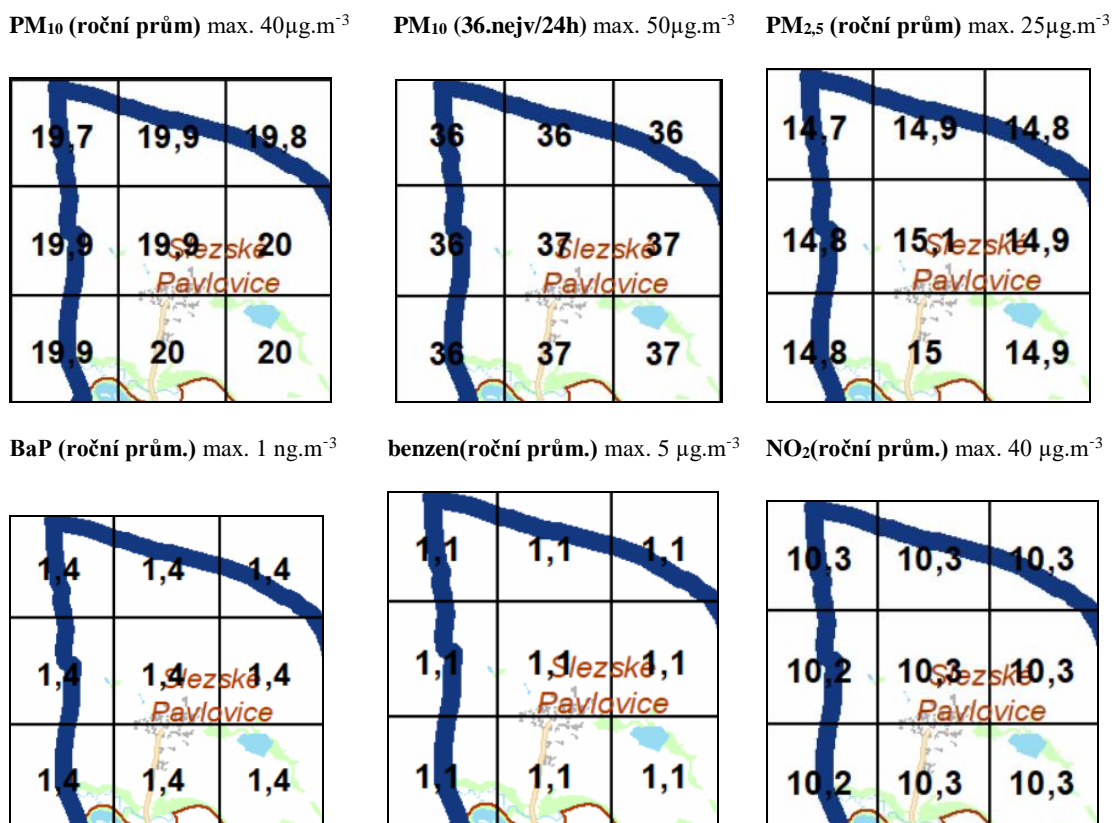 PM10 (roční prům) max. 40µg.m-3 PM10 (36.nejv/24h) max. 50µg.m-3 PM2,5 (roční prům) max. 25µg.m-3
19,7 19,9 19,8
19,9 19,9 20
Slezské
Pavlovice
19,9 20 20
36 36 36
36 37 37
Slezské
Pavlovice
36 37 37
14,7 14,9 14,8
14,8 15,1 14,9
Slezské
Pavlovice
14,8 15 14,9
BaP (roční prům.) max. 1 ng.m-3 benzen(roční prům.) max. 5 µg.m-3 NO2(roční prům.) max. 40 µg.m-3
1,4 1,4 1,4
1,4 1,4 1,4
Slezské
Pavlovice
1,4 1,4 1,4
1,1 1,1 1,1
1,1 1,1 1,1
Slezské
Pavlovice
1,1 1,1 1,1
10,3 10,3 10,3
10,2 10,3 10,3
Slezské
Pavlovice
10,2 10,3 10,3